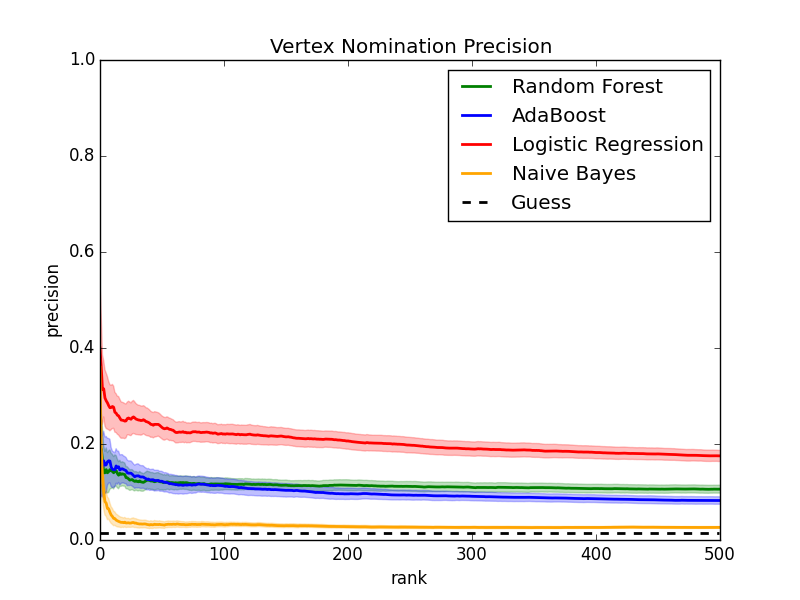 Vertex Nomination Precision
1.0
0.8
0.6
0.4
0.2
0.0
precision
Random Forest
AdaBoost
Logistic Regression
Naive Bayes
Guess
0 100 200 300 400 500
rank